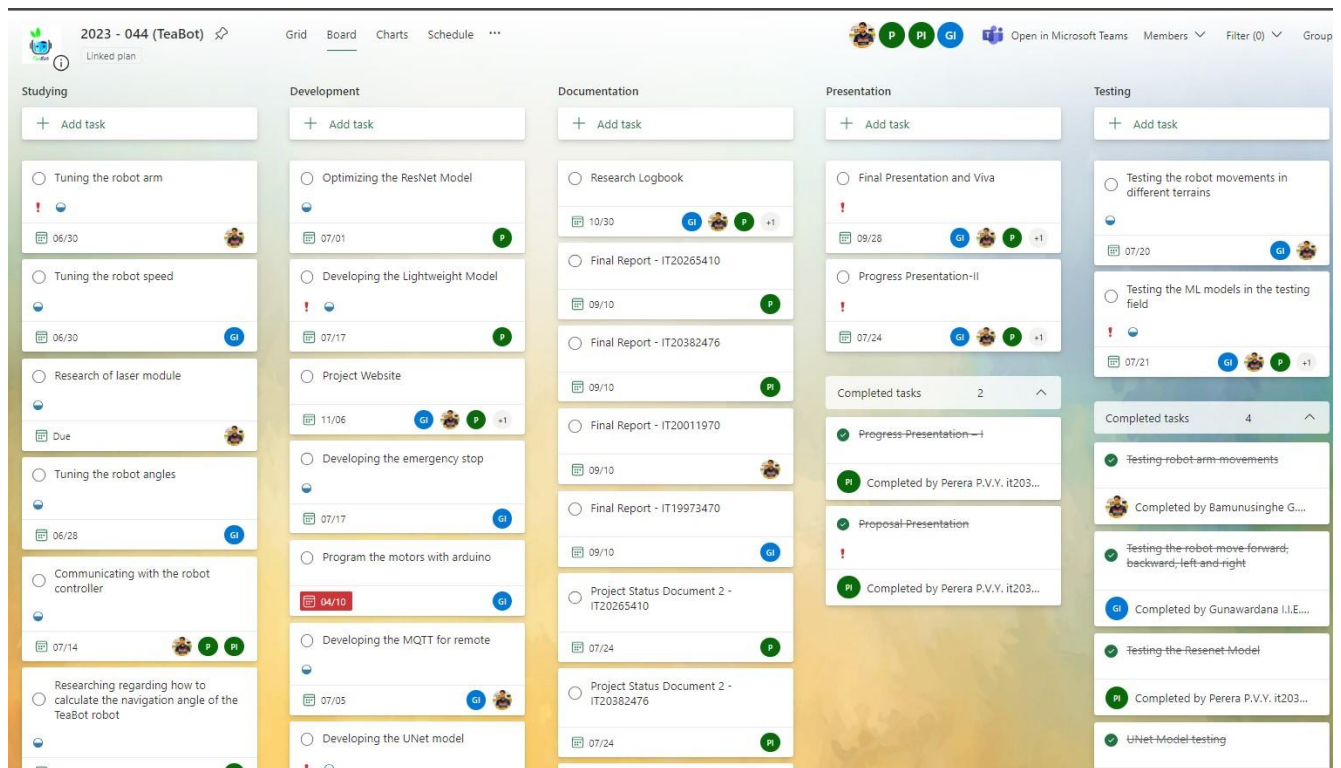 2023 - 044 (TeaBot)
Linked plan
Grid Board Charts Schedule ...
P PI GI
Open in Microsoft Teams Members Filter (0) Group
Studying
+ Add task
Tuning the robot arm
06/30
Tuning the robot speed
06/30 GI
Research of laser module
Due
Tuning the robot angles
06/28 GI
Communicating with the robot
controller
07/14 P PI
Researching regarding how to
calculate the navigation angle of the
TeaBot robot
Development
+ Add task
Optimizing the ResNet Model
07/01 P
Developing the Lightweight Model
07/17 P
Project Website
11/06 GI P +1
Developing the emergency stop
07/17 GI
Program the motors with arduino
04/10 GI
Developing the MQTT for remote
07/05 GI
Developing the UNet model
Documentation
+ Add task
Research Logbook
10/30 GI P +1
Final Report - IT20265410
09/10 P
Final Report - IT20382476
09/10 PI
Final Report - IT20011970
09/10
Final Report - IT19973470
09/10 GI
Project Status Document 2 -
IT20265410
07/24 P
Project Status Document 2 -
IT20382476
07/24 PI
Presentation
+ Add task
Final Presentation and Viva
09/28 GI P +1
Progress Presentation-II
07/24 GI P +1
Completed tasks 2
Progress Presentation – I
PI Completed by Perera P.V.Y. it203...
Proposal Presentation
PI Completed by Perera P.V.Y. it203...
Testing
+ Add task
Testing the robot movements in
different terrains
07/20 GI
Testing the ML models in the testing
field
07/21 GI P +1
Completed tasks 4
Testing robot arm movements
Completed by Bamunusinghe G....
Testing the robot move forward,
backward, left and right
GI Completed by Gunawardana I.I.E....
Testing the Resenet Model
PI Completed by Perera P.V.Y. it203...
UNet Model testing